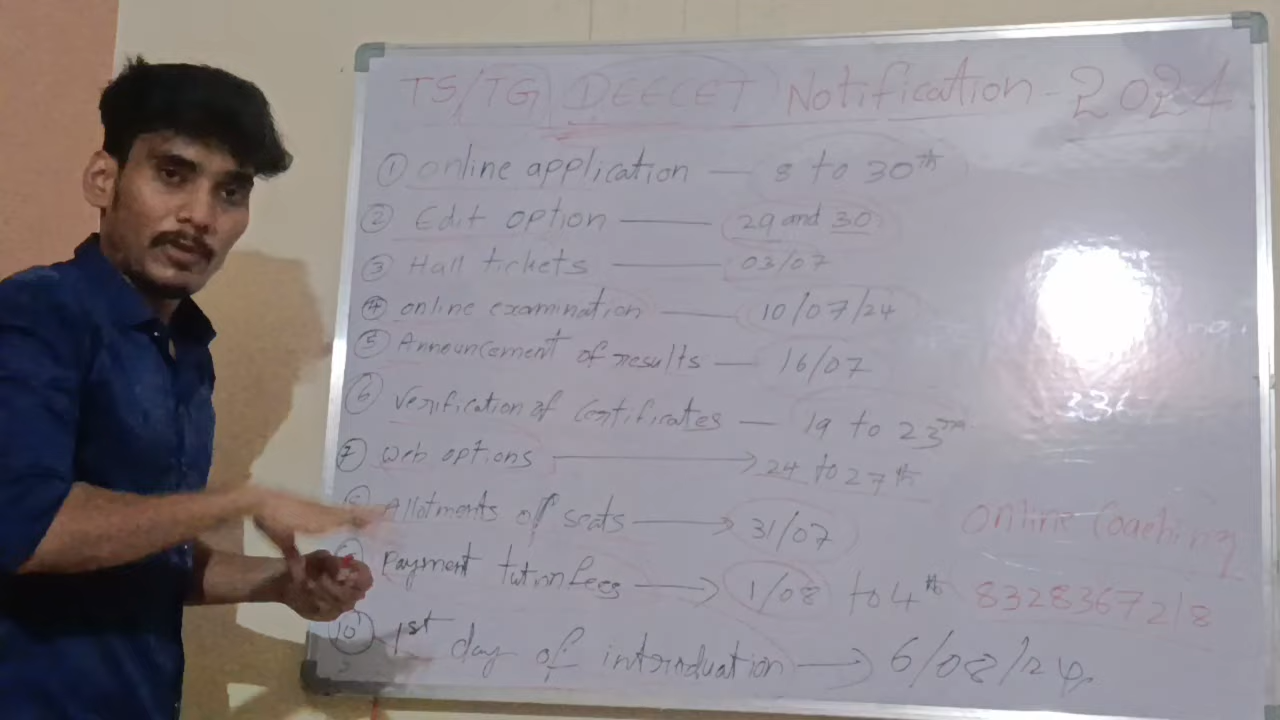 TS/TG DEECET Notification - 2024
① online application — 8 to 30th
② Edit option — 29 and 30
③ Hall tickets — 03/07
④ online examination — 10/07/24
⑤ Announcement of results — 16/07
⑥ verification of certificates — 19 to 23rd
⑦ web options → 24 to 27th
⑧ Allotments of seats → 31/07
Online Coaching
⑨ payment tution fees → 1/08 to 4th
8328367218
⑩ 1st day of introduation → 6/08/24